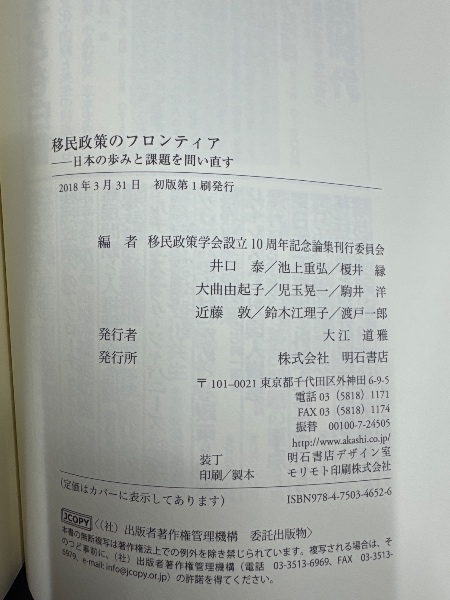 移民政策のフロンティア
――日本の歩みと課題を問い直す
2018年3月31日 初版第1刷発行
編 者 移民政策学会設立10周年記念論集刊行委員会
井口 泰／池上重弘／榎井 縁
大曲由起子／児玉晃一／駒井 洋
近藤 敦／鈴木江理子／渡戸一郎
発行者 大江 道雅
発行所 株式会社 明石書店
〒101-0021 東京都千代田区外神田6-9-5
電話 03 (5818) 1171
FAX 03 (5818) 1174
振替 00100-7-24505
http://www.akashi.co.jp/
装丁 明石書店デザイン室
印刷／製本 モリモト印刷株式会社
(定価はカバーに表示してあります) ISBN978-4-7503-4652-6
JCOPY 〈(社) 出版者著作権管理機構 委託出版物〉
本書の無断複写は著作権法上での例外を除き禁じられています。複写される場合は、そ
のつど事前に、(社) 出版者著作権管理機構 (電話 03-3513-6969、FAX 03-3513-
6979、e-mail: info@jcopy.or.jp) の許諾を得てください。